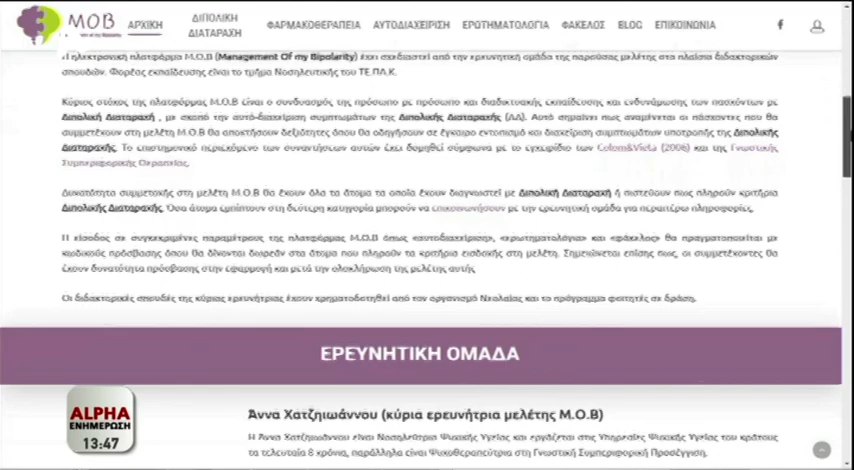 MOB
ΑΡΧΙΚΗ
ΔΙΠΟΛΙΚΗ
ΔΙΑΤΑΡΑΧΗ
ΦΑΡΜΑΚΟΘΕΡΑΠΕΙΑ
ΑΥΤΟΔΙΑΧΕΙΡΙΣΗ
ΕΡΩΤΗΜΑΤΟΛΟΓΙΑ
ΦΑΚΕΛΟΣ
BLOG
ΕΠΙΚΟΙΝΩΝΙΑ
Η ηλεκτρονική πλατφόρμα M.O.B (Management Of my Bipolarity) έχει σχεδιαστεί από την ερευνητική ομάδα της παρούσας μελέτης στα πλαίσια διδακτορικών
σπουδών. Φορέας εκπαίδευσης είναι το τμήμα Νοσηλευτικής του ΤΕ.ΠΑ.Κ.
Κύριος στόχος της πλατφόρμας M.O.B είναι ο συνδυασμός της πρόσωπο με πρόσωπο και διαδικτυακής εκπαίδευσης και ενδυνάμωσης των πασχόντων με
Διπολική Διαταραχή , με σκοπό την αυτό-διαχείριση συμπτωμάτων της Διπολικής Διαταραχής (ΔΔ). Αυτό σημαίνει πως αναμένεται οι πάσχοντες που θα
συμμετέχουν στη μελέτη M.O.B θα αποκτήσουν δεξιότητες όπου θα οδηγήσουν σε έγκαιρο εντοπισμό και διαχείριση συμπτωμάτων υποτροπής της Διπολικής
Διαταραχής. Το επιστημονικό περιεχόμενο των συναντήσεων αυτών έχει δομηθεί σύμφωνα με το εγχειρίδιο των Colom&Vieta (2006) και της Γνωστικής
Συμπεριφορικής Θεραπείας.
Δυνατότητα συμμετοχής στη μελέτη M.O.B θα έχουν όλα τα άτομα τα οποία έχουν διαγνωστεί με Διπολική Διαταραχή ή πιστεύουν πως πληρούν κριτήρια
Διπολικής Διαταραχής. Όσα άτομα εμπίπτουν στη δεύτερη κατηγορία μπορούν να επικοινωνήσουν με την ερευνητική ομάδα για περαιτέρω πληροφορίες.
Η είσοδος σε συγκεκριμένες παραμέτρους της πλατφόρμας M.O.B όπως «αυτοδιαχείριση», «ερωτηματολόγια» και «φάκελος» θα πραγματοποιείται με
κωδικούς πρόσβασης όπου θα δίνονται δωρεάν στα άτομα που πληρούν τα κριτήρια εισδοχής στη μελέτη. Σημειώνεται επίσης πως, οι συμμετέχοντες θα
έχουν δυνατότητα πρόσβασης στην εφαρμογή και μετά την ολοκλήρωση της μελέτης αυτής
Οι διδακτορικές σπουδές της κύριας ερευνήτριας έχουν χρηματοδοτηθεί από τον οργανισμό Νεολαίας και το πρόγραμμα φοιτητές σε δράση.
ΕΡΕΥΝΗΤΙΚΗ ΟΜΑΔΑ
ALPHA
ΕΝΗΜΕΡΩΣΗ
13:47
Άννα Χατζηιωάννου (κύρια ερευνήτρια μελέτης M.O.B)
Η Άννα Χατζηιωάννου είναι Νοσηλεύτρια Ψυχικής Υγείας και εργάζεται στις Υπηρεσίες Ψυχικής Υγείας του κράτους
τα τελευταία 8 χρόνια, παράλληλα είναι Ψυχοθεραπεύτρια στη Γνωστική Συμπεριφορική Προσέγγιση.